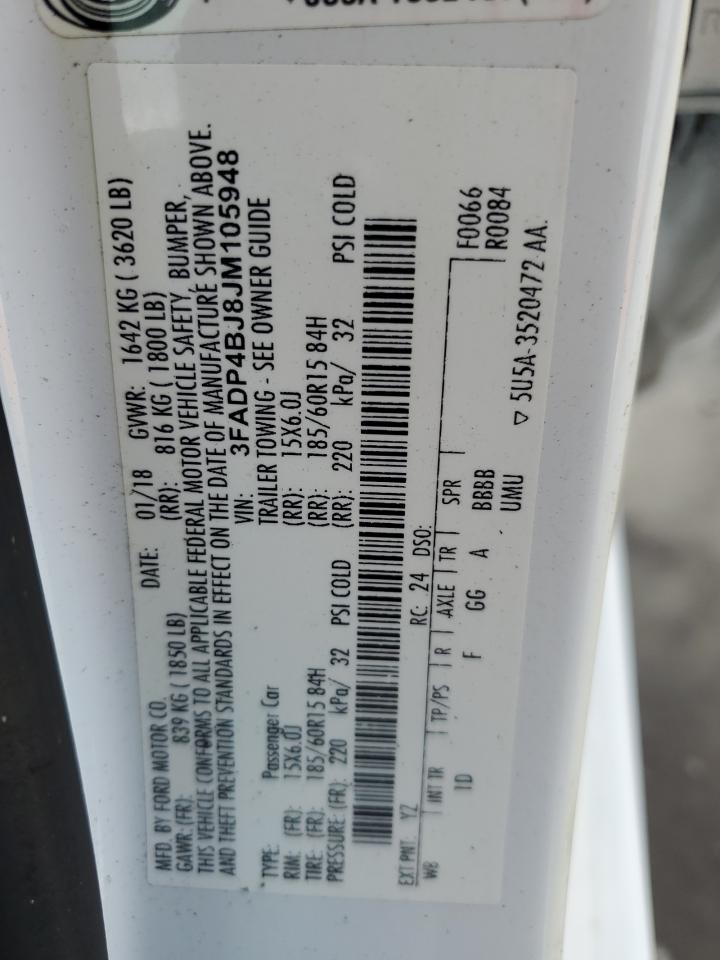 MFD. BY FORD MOTOR CO. DATE: 01/18 GVWR: 1642 KG ( 3620 LB)
GAWR: (FR): 839 KG ( 1850 LB) (RR): 816 KG ( 1800 LB)
THIS VEHICLE CONFORMS TO ALL APPLICABLE FEDERAL MOTOR VEHICLE SAFETY, BUMPER,
AND THEFT PREVENTION STANDARDS IN EFFECT ON THE DATE OF MANUFACTURE SHOWN ABOVE.
VIN: 3FADP4BJ8JM105948
TYPE: Passenger Car TRAILER TOWING - SEE OWNER GUIDE
RIM: (FR): 15X6.0J (RR): 15X6.0J
TIRE: (FR): 185/60R15 84H (RR): 185/60R15 84H
PRESSURE (FR): 220 kPa/ 32 PSI COLD (RR): 220 kPa/ 32 PSI COLD
EXT PNT: YZ RC: 24 DSO:
WB INT TR TP/PS R AXLE TR SPR F0066
ID F GG A BBBB R0084
UMU
▽ 5U5A-3520472 AA.